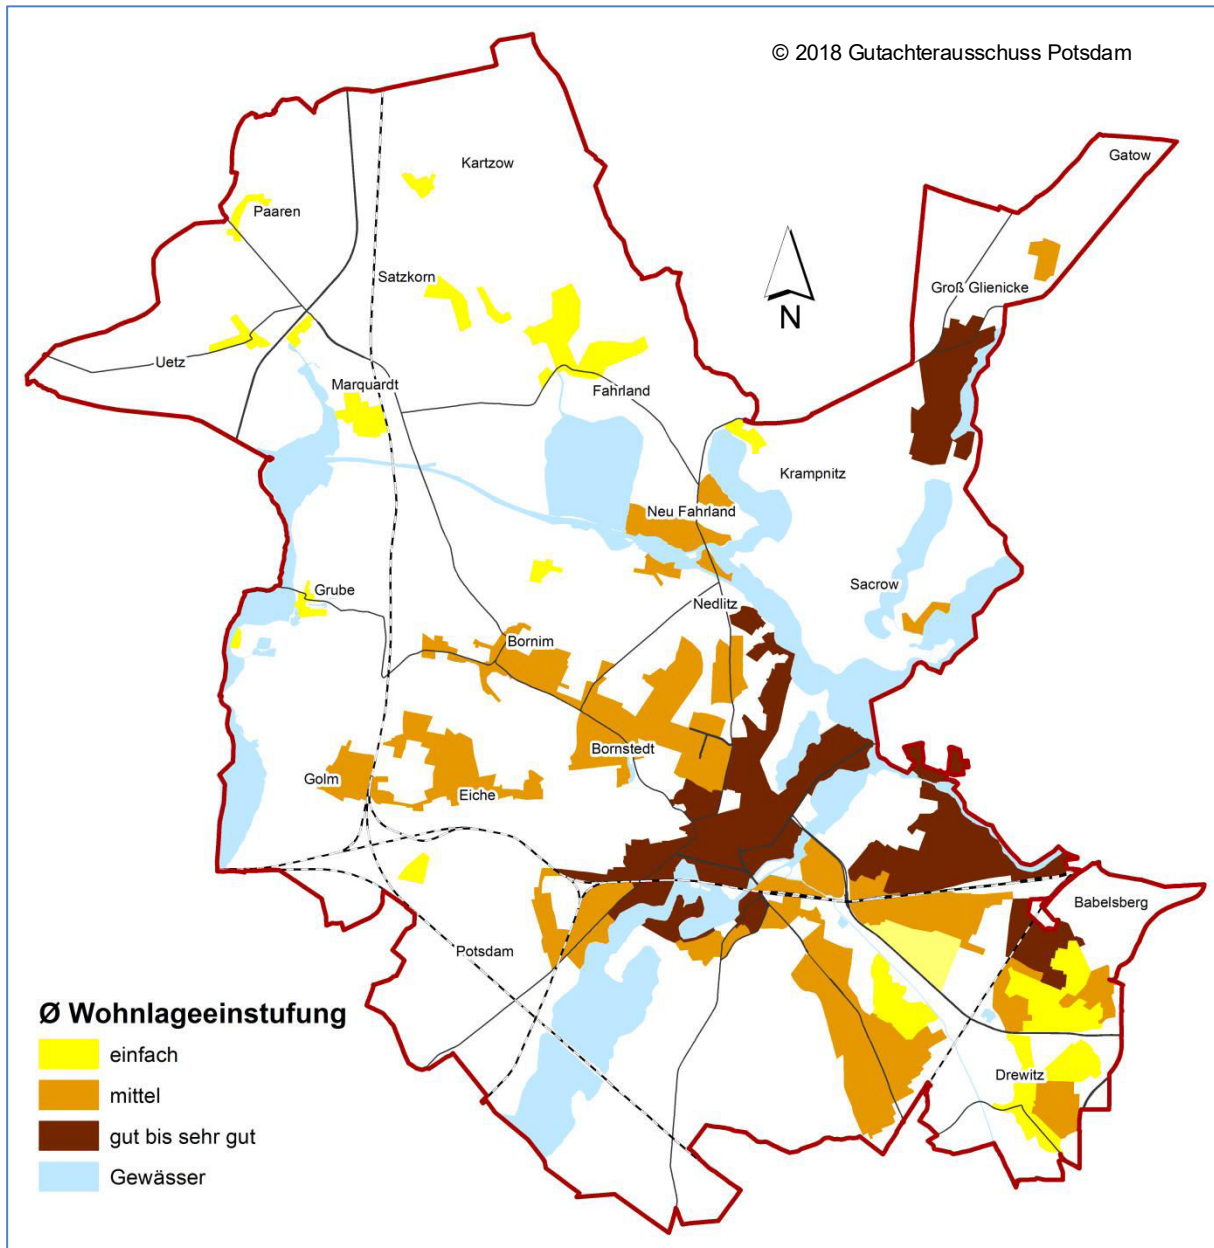 © 2018 Gutachterausschuss Potsdam
Gatow
Kartzow
Paaren
Satzkorn
Groß Glienicke
N
Uetz
Marquardt
Fahrland
Krampnitz
Neu Fahrland
Sacrow
Grube
Nedlitz
Bornim
Bornstedt
Golm
Eiche
Babelsberg
Potsdam
Drewitz
Ø Wohnlageeinstufung
einfach
mittel
gut bis sehr gut
Gewässer